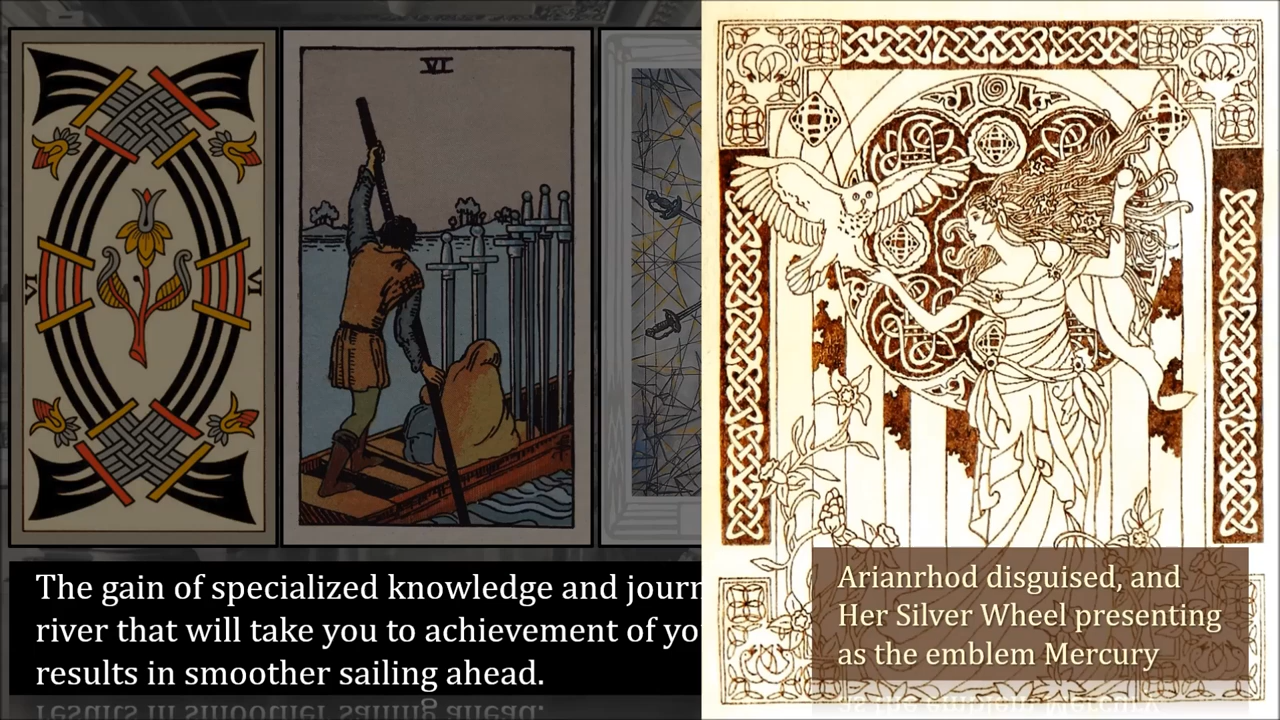 VI
VI
VI
The gain of specialized knowledge and journ
river that will take you to achievement of yo
results in smoother sailing ahead.
Arianrhod disguised, and
Her Silver Wheel presenting
as the emblem Mercury